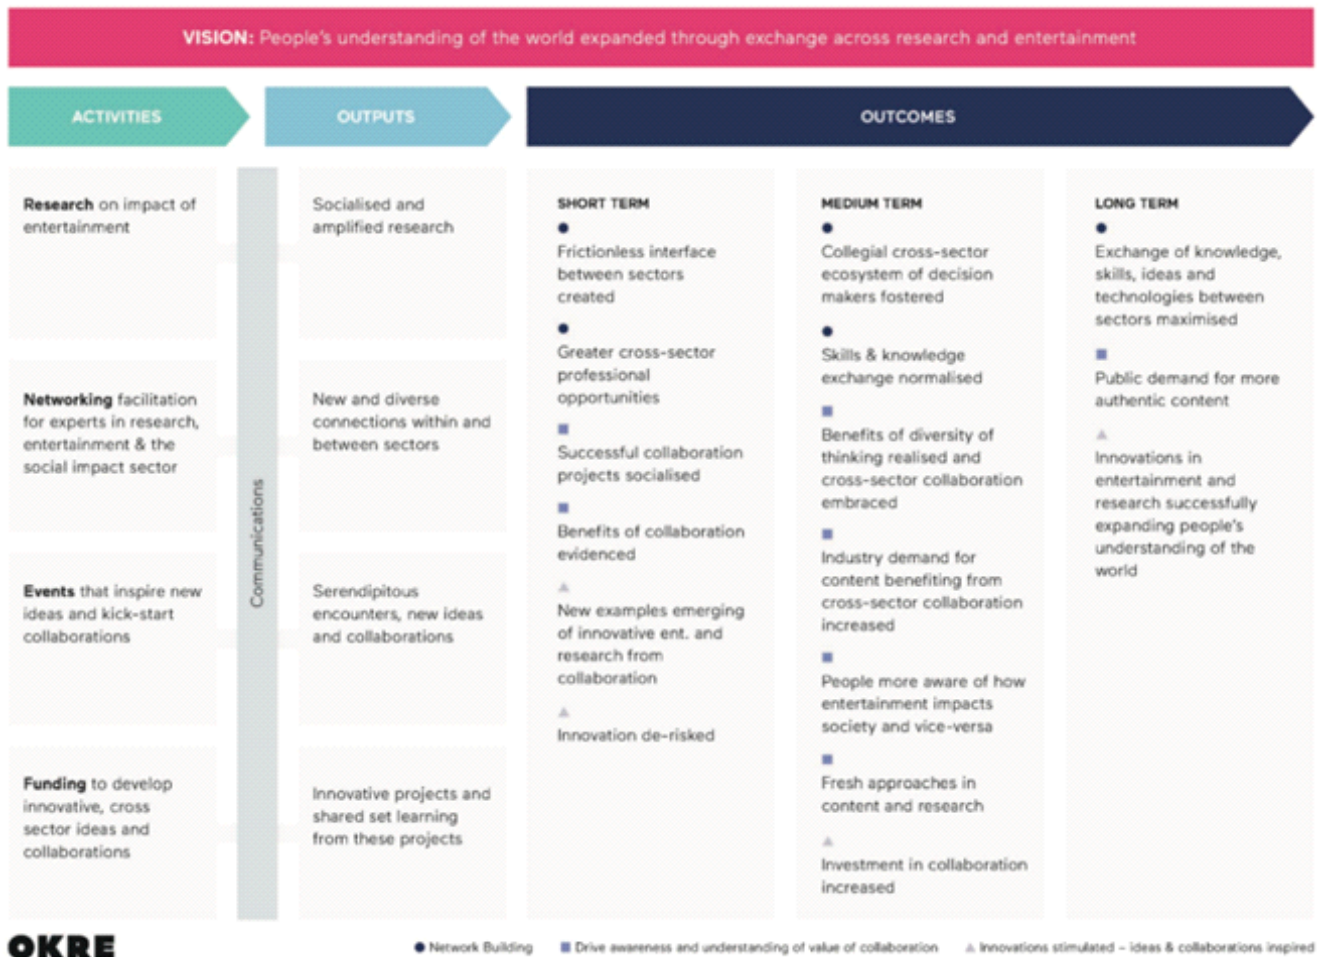 VISION: People's understanding of the world expanded through exchange across research and entertainment
ACTIVITIES
OUTPUTS
OUTCOMES
Research on impact of
entertainment
Networking facilitation
for experts in research,
entertainment & the
social impact sector
Events that inspire new
ideas and kick-start
collaborations
Funding to develop
innovative, cross
sector ideas and
collaborations
Communications
Socialised and
amplified research
New and diverse
connections within and
between sectors
Serendipitous
encounters, new ideas
and collaborations
Innovative projects and
shared set learning
from these projects
SHORT TERM
Frictionless interface
between sectors
created
Greater cross-sector
professional
opportunities
Successful collaboration
projects socialised
Benefits of collaboration
evidenced
New examples emerging
of innovative ent. and
research from
collaboration
Innovation de-risked
MEDIUM TERM
Collegial cross-sector
ecosystem of decision
makers fostered
Skills & knowledge
exchange normalised
Benefits of diversity of
thinking realised and
cross-sector collaboration
embraced
Industry demand for
content benefiting from
cross-sector collaboration
increased
People more aware of how
entertainment impacts
society and vice-versa
Fresh approaches in
content and research
Investment in collaboration
increased
LONG TERM
Exchange of knowledge,
skills, ideas and
technologies between
sectors maximised
Public demand for more
authentic content
Innovations in
entertainment and
research successfully
expanding people's
understanding of the
world
OKRE
Network Building
Drive awareness and understanding of value of collaboration
Innovations stimulated – ideas & collaborations inspired